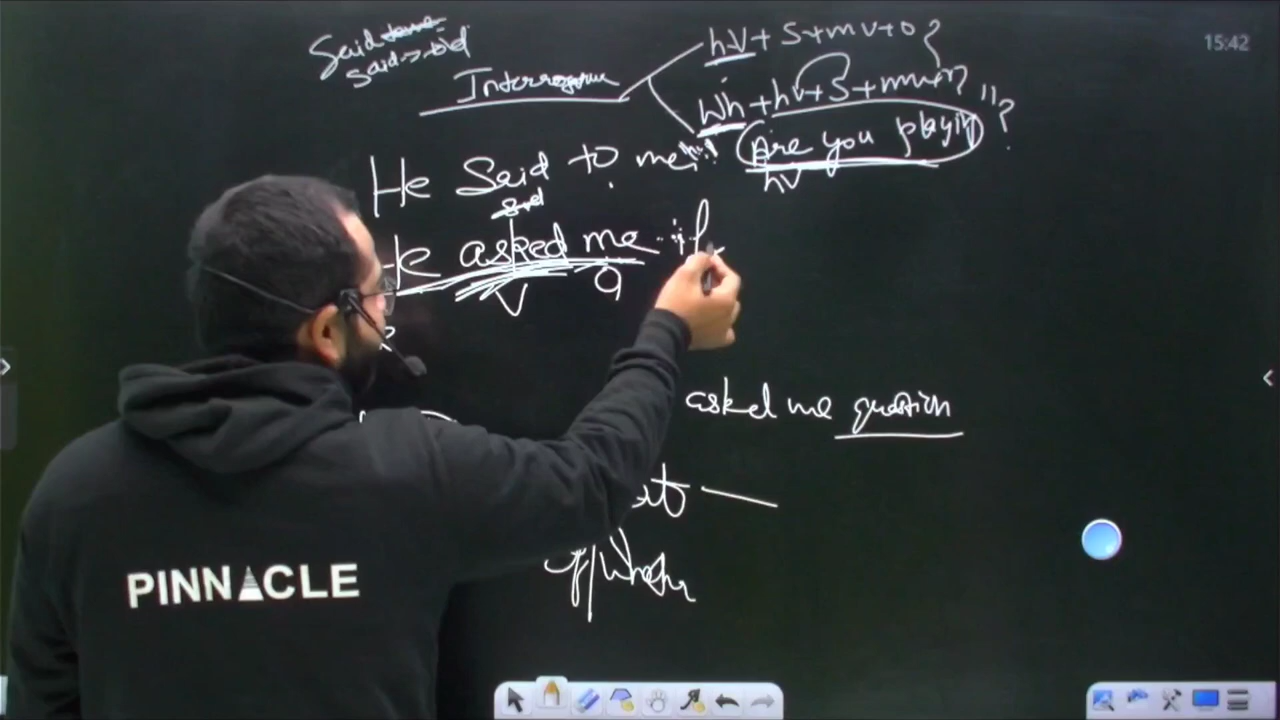 Said
said → told
15:42
hv + S + mv + o ?
Interrogative
Wh + hv + S + mv + ?
He Said to me, "Are you playing "?
hv
He asked me if
V
asked me question
if/whether
PINNACLE